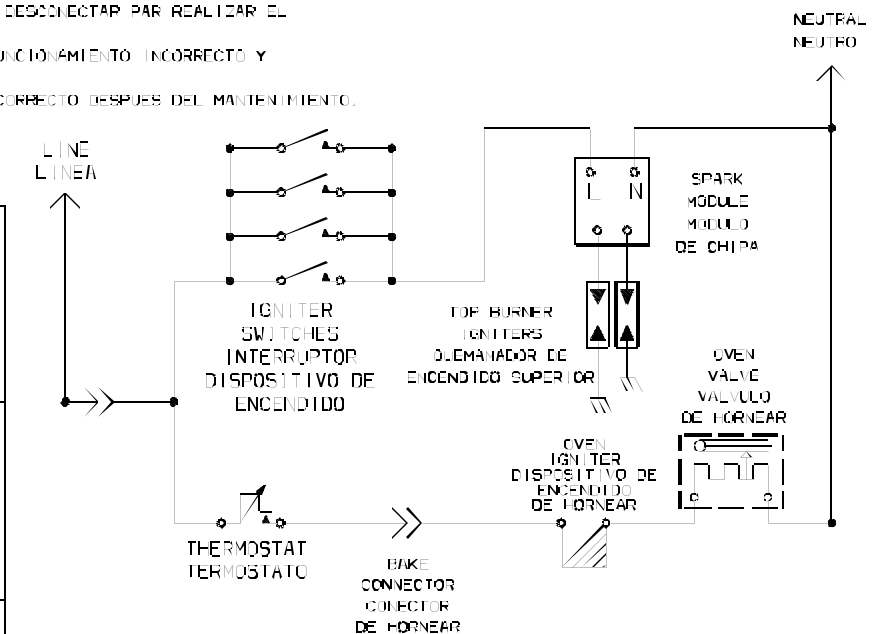 DESCONECTAR PAR REALIZAR EL
UNCIONAMIENTO INCORRECTO Y
CORRECTO DESPUES DEL MANTENIMIENTO.
NEUTRAL
NEUTRO
LINE
LINEA
L N
SPARK
MODULE
MODULO
DE CHIPA
IGNITER
SWITCHES
INTERRUPTOR
DISPOSITIVO DE
ENCENDIDO
TOP BURNER
IGNITERS
QUEMANADOR DE
ENCENDIDO SUPERIOR
OVEN
VALVE
VALVULO
DE HORNEAR
OVEN
IGNITER
DISPOSITIVO DE
ENCENDIDO
DE HORNEAR
THERMOSTAT
TERMOSTATO
BAKE
CONNECTOR
CONECTOR
DE HORNEAR